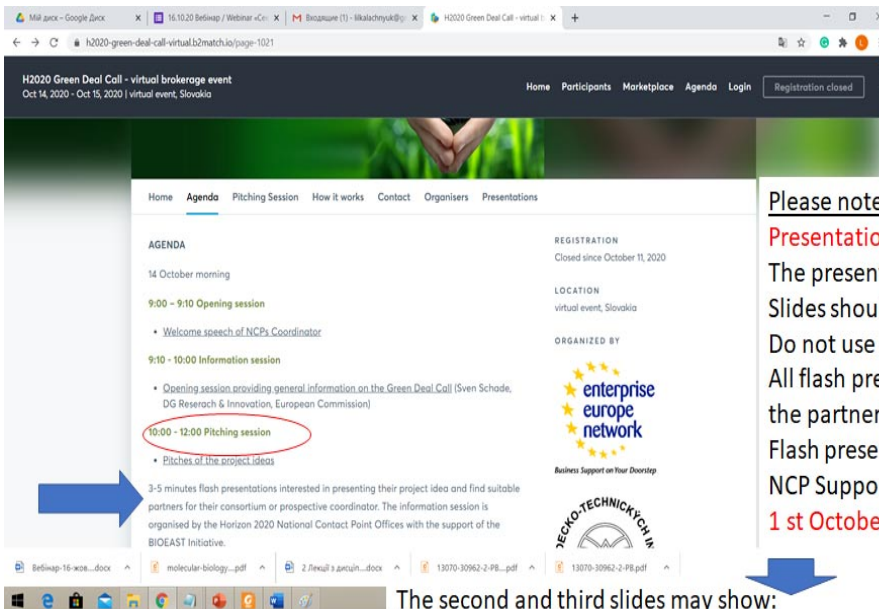 Мій диск – Google Диск
16.10.20 Вебінар / Webinar «Сег
Входящие (1) - lilkalachnyuk@g
H2020 Green Deal Call - virtual b
h2020-green-deal-call-virtual.b2match.io/page-1021
H2020 Green Deal Call - virtual brokerage event
Oct 14, 2020 - Oct 15, 2020 | virtual event, Slovakia
Home Participants Marketplace Agenda Login Registration closed
Home Agenda Pitching Session How it works Contact Organisers Presentations
AGENDA
14 October morning
9:00 – 9:10 Opening session
• Welcome speech of NCPs Coordinator
9:10 - 10:00 Information session
• Opening session providing general information on the Green Deal Call (Sven Schade,
DG Reserach & Innovation, European Commission)
10:00 - 12:00 Pitching session
• Pitches of the project ideas
3-5 minutes flash presentations interested in presenting their project idea and find suitable
partners for their consortium or prospective coordinator. The information session is
organised by the Horizon 2020 National Contact Point Offices with the support of the
BIOEAST Initiative.
REGISTRATION
Closed since October 11, 2020
LOCATION
virtual event, Slovakia
ORGANIZED BY
enterprise
europe
network
Business Support on Your Doorstep
ECKO-TECHNICKÝCH IN
Please note
Presentatio
The presen
Slides shou
Do not use
All flash pre
the partner
Flash prese
NCP Suppo
1 st Octobe
Вебінар-16-жов....docx
molecular-biology....pdf
2 Лекції з дисцип...docx
13070-30962-2-PB....pdf
13070-30962-2-PB.pdf
The second and third slides may show: